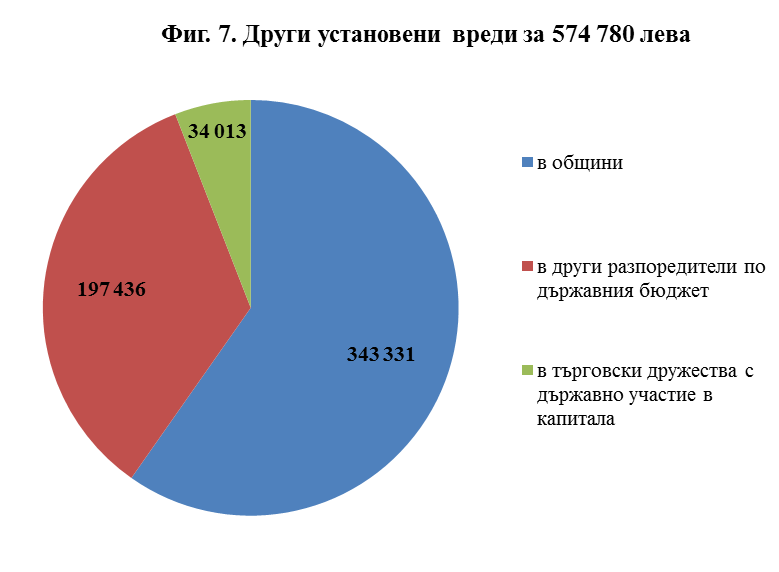 Фиг. 7. Други установени вреди за 574 780 лева
34 013
197 436
343 331
в общини
в други разпоредители по
държавния бюджет
в търговски дружества с
държавно участие в
капитала